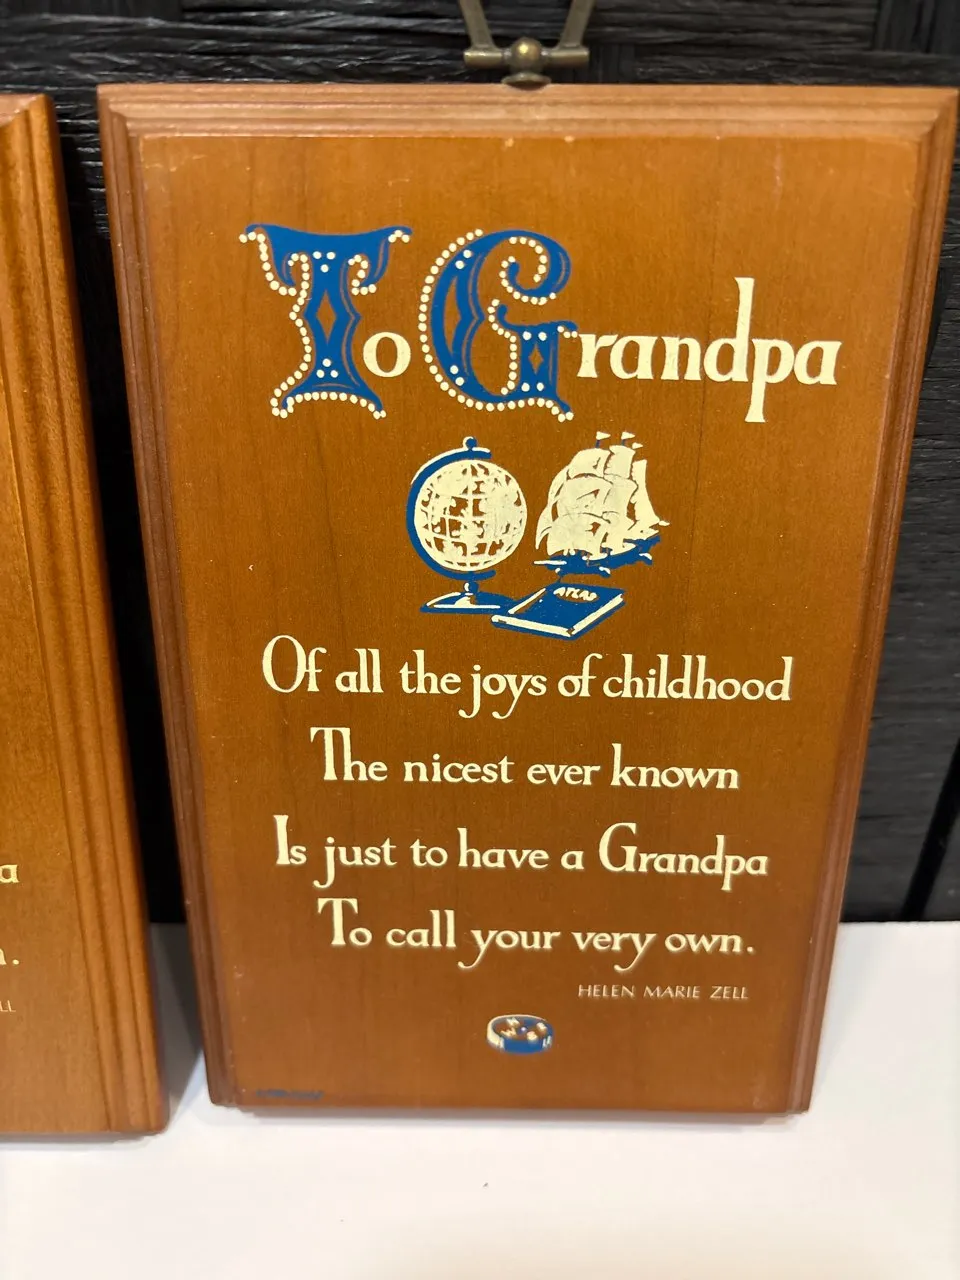 To Grandpa
ATLAS
Of all the joys of childhood
The nicest ever known
Is just to have a Grandpa
To call your very own.
HELEN MARIE ZELL
a
n.
LL